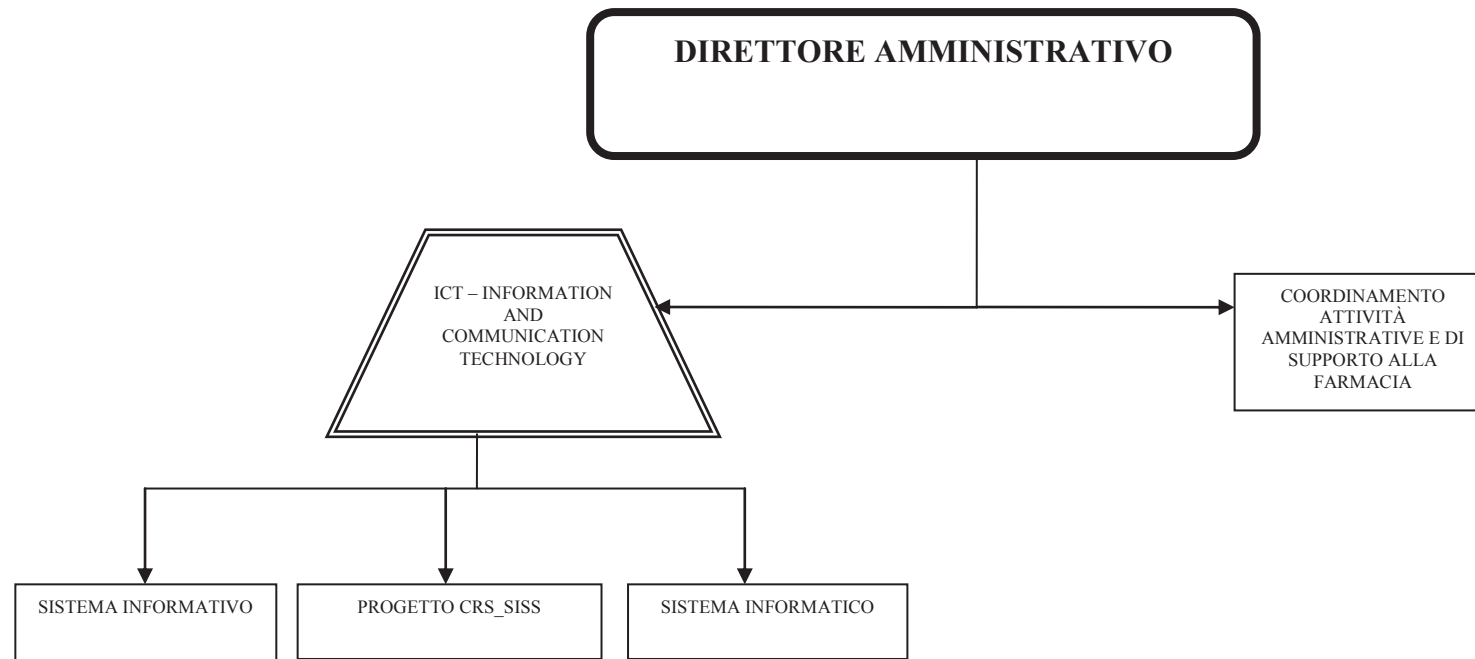 DIRETTORE AMMINISTRATIVO
ICT – INFORMATION
AND
COMMUNICATION
TECHNOLOGY
COORDINAMENTO
ATTIVITÀ
AMMINISTRATIVE E DI
SUPPORTO ALLA
FARMACIA
SISTEMA INFORMATIVO
PROGETTO CRS_SISS
SISTEMA INFORMATICO